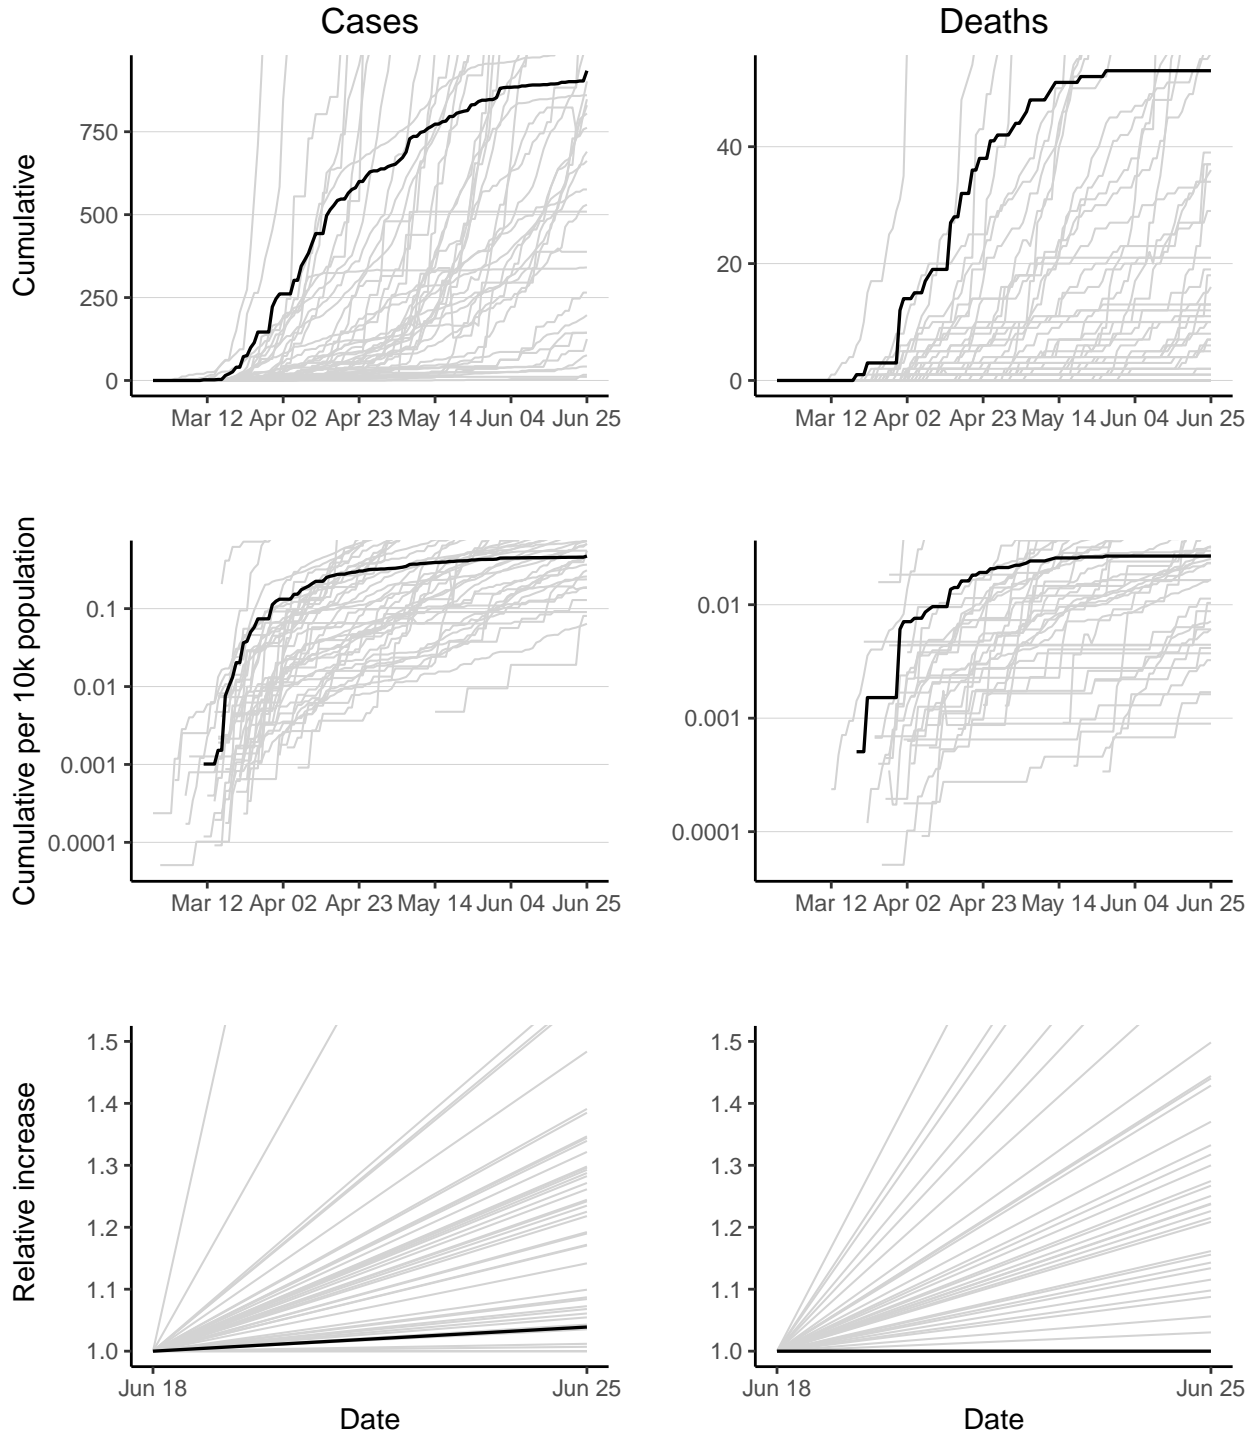 Cases
Deaths
Cumulative
750
500
250
0
Mar 12 Apr 02 Apr 23 May 14 Jun 04 Jun 25
40
20
0
Mar 12 Apr 02 Apr 23 May 14 Jun 04 Jun 25
Cumulative per 10k population
0.1
0.01
0.001
0.0001
Mar 12 Apr 02 Apr 23 May 14 Jun 04 Jun 25
0.01
0.001
0.0001
Mar 12 Apr 02 Apr 23 May 14 Jun 04 Jun 25
Relative increase
1.5
1.4
1.3
1.2
1.1
1.0
Jun 18 Jun 25
Date
1.5
1.4
1.3
1.2
1.1
1.0
Jun 18 Jun 25
Date